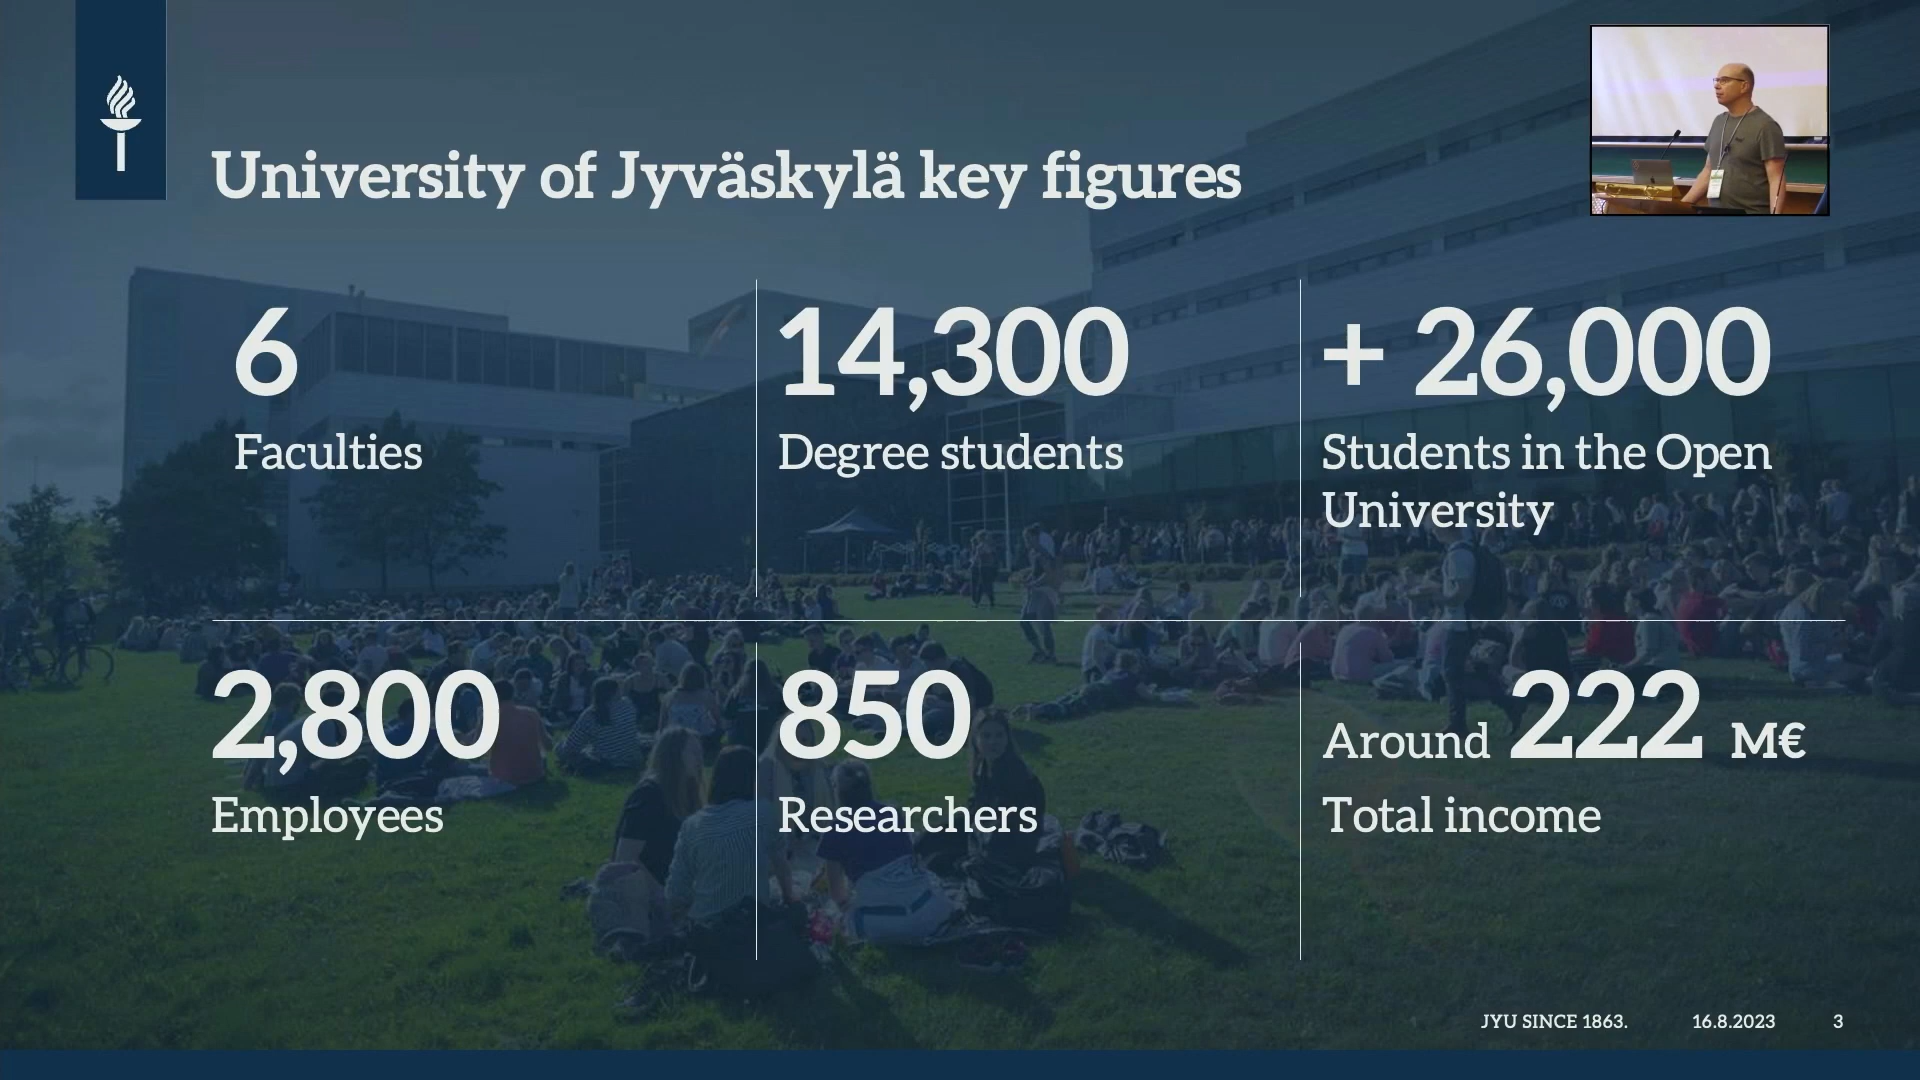 University of Jyväskylä key figures
6
Faculties
14,300
Degree students
+ 26,000
Students in the Open
University
2,800
Employees
850
Researchers
Around 222 M€
Total income
JYU SINCE 1863.
16.8.2023
3